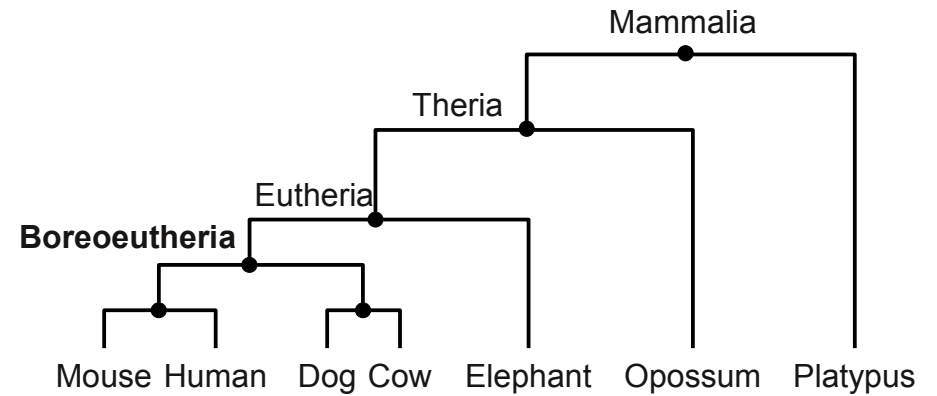 Mammalia
Theria
Eutheria
Boreoeutheria
Mouse Human Dog Cow Elephant Opossum Platypus